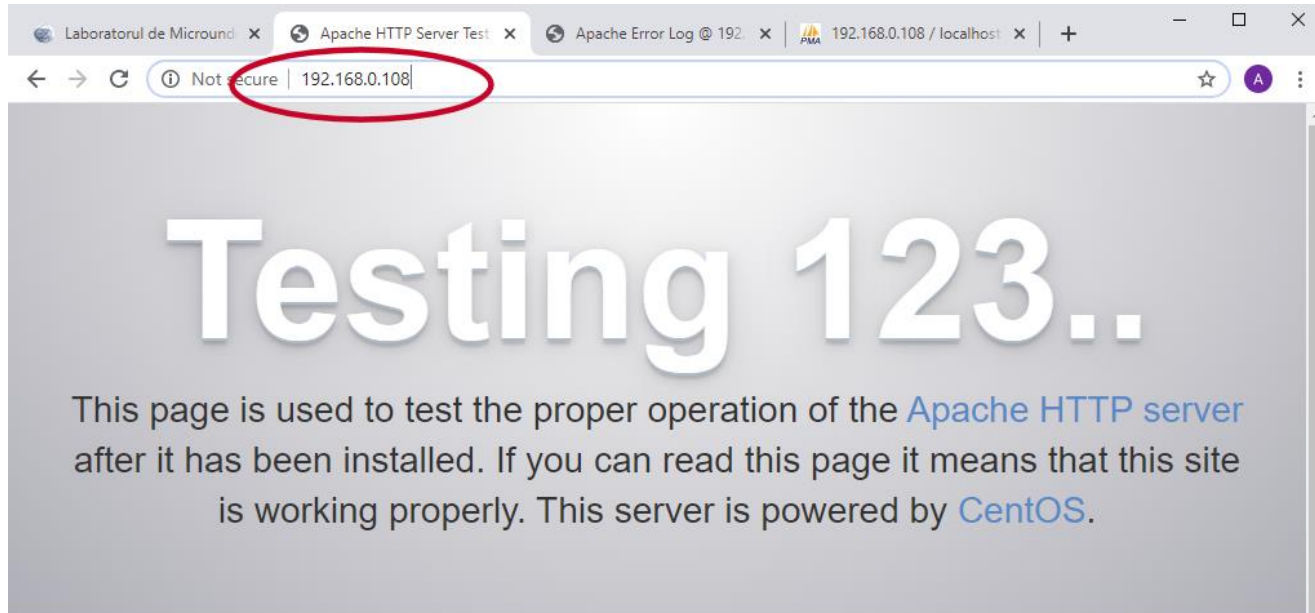 Laboratorul de Micround
Apache HTTP Server Test
Apache Error Log @ 192.
PMA 192.168.0.108 / localhost
Not secure | 192.168.0.108
A
Testing 123..
This page is used to test the proper operation of the Apache HTTP server
after it has been installed. If you can read this page it means that this site
is working properly. This server is powered by CentOS.